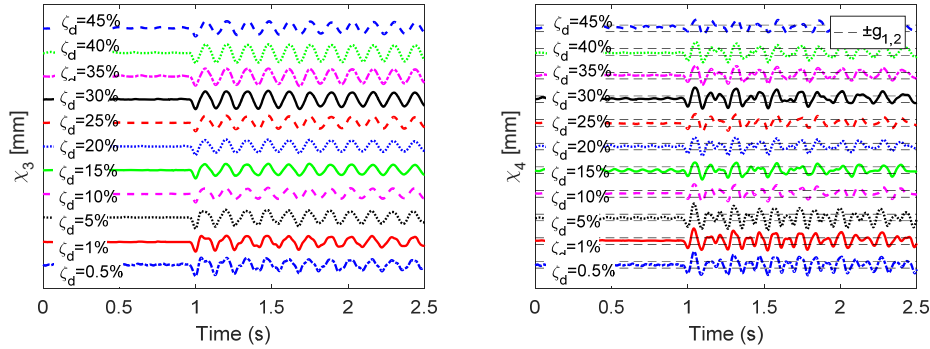 χ3 [mm]
ζd=45%
ζd=40%
ζd=35%
ζd=30%
ζd=25%
ζd=20%
ζd=15%
ζd=10%
ζd=5%
ζd=1%
ζd=0.5%
0 0.5 1 1.5 2 2.5
Time (s)
χ4 [mm]
ζd=45%
ζd=40%
ζd=35%
ζd=30%
ζd=25%
ζd=20%
ζd=15%
ζd=10%
ζd=5%
ζd=1%
ζd=0.5%
±g1,2
0 0.5 1 1.5 2 2.5
Time (s)